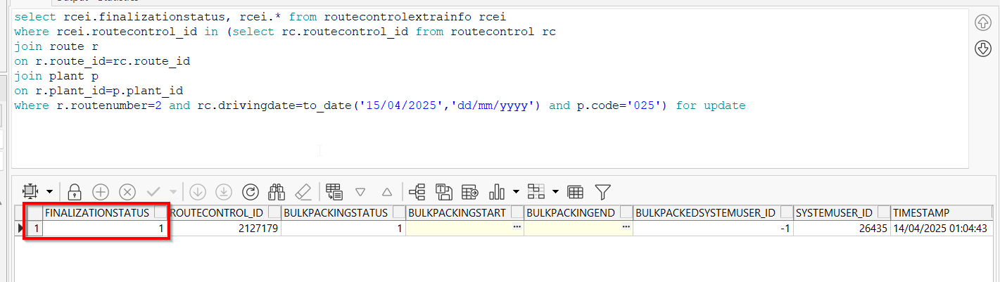 select rcei.finalizationstatus, rcei.* from routecontrolextrainfo rcei
where rcei.routecontrol_id in (select rc.routecontrol_id from routecontrol rc
join route r
on r.route_id=rc.route_id
join plant p
on r.plant_id=p.plant_id
where r.routenumber=2 and rc.drivingdate=to_date('15/04/2025','dd/mm/yyyy') and p.code='025') for update
FINALIZATIONSTATUS ROUTECONTROL_ID BULKPACKINGSTATUS BULKPACKINGSTART BULKPACKINGEND BULKPACKEDSYSTEMUSER_ID SYSTEMUSER_ID TIMESTAMP
1 1 2127179 1 ... ... -1 26435 14/04/2025 01:04:43